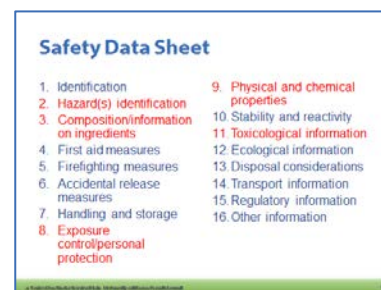 Safety Data Sheet
1. Identification
2. Hazard(s) identification
3. Composition/information
on ingredients
4. First aid measures
5. Firefighting measures
6. Accidental release
measures
7. Handling and storage
8. Exposure
control/personal
protection
9. Physical and chemical
properties
10. Stability and reactivity
11. Toxicological information
12. Ecological information
13. Disposal considerations
14. Transport information
15. Regulatory information
16. Other information